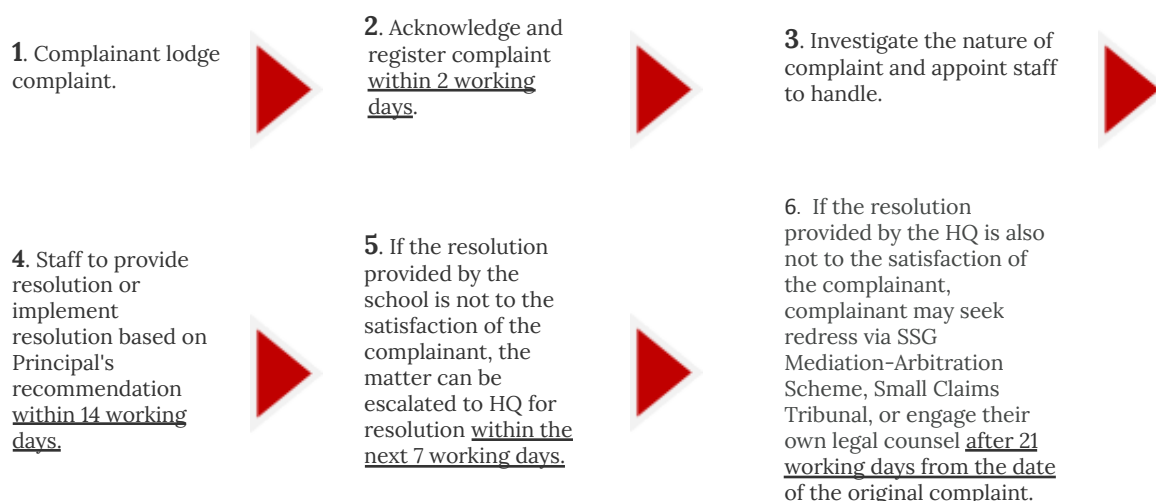 1. Complainant lodge
complaint.
2. Acknowledge and
register complaint
within 2 working
days.
3. Investigate the nature of
complaint and appoint staff
to handle.
4. Staff to provide
resolution or
implement
resolution based on
Principal's
recommendation
within 14 working
days.
5. If the resolution
provided by the
school is not to the
satisfaction of the
complainant, the
matter can be
escalated to HQ for
resolution within the
next 7 working days.
6. If the resolution
provided by the HQ is also
not to the satisfaction of
the complainant,
complainant may seek
redress via SSG
Mediation-Arbitration
Scheme, Small Claims
Tribunal, or engage their
own legal counsel after 21
working days from the date
of the original complaint.